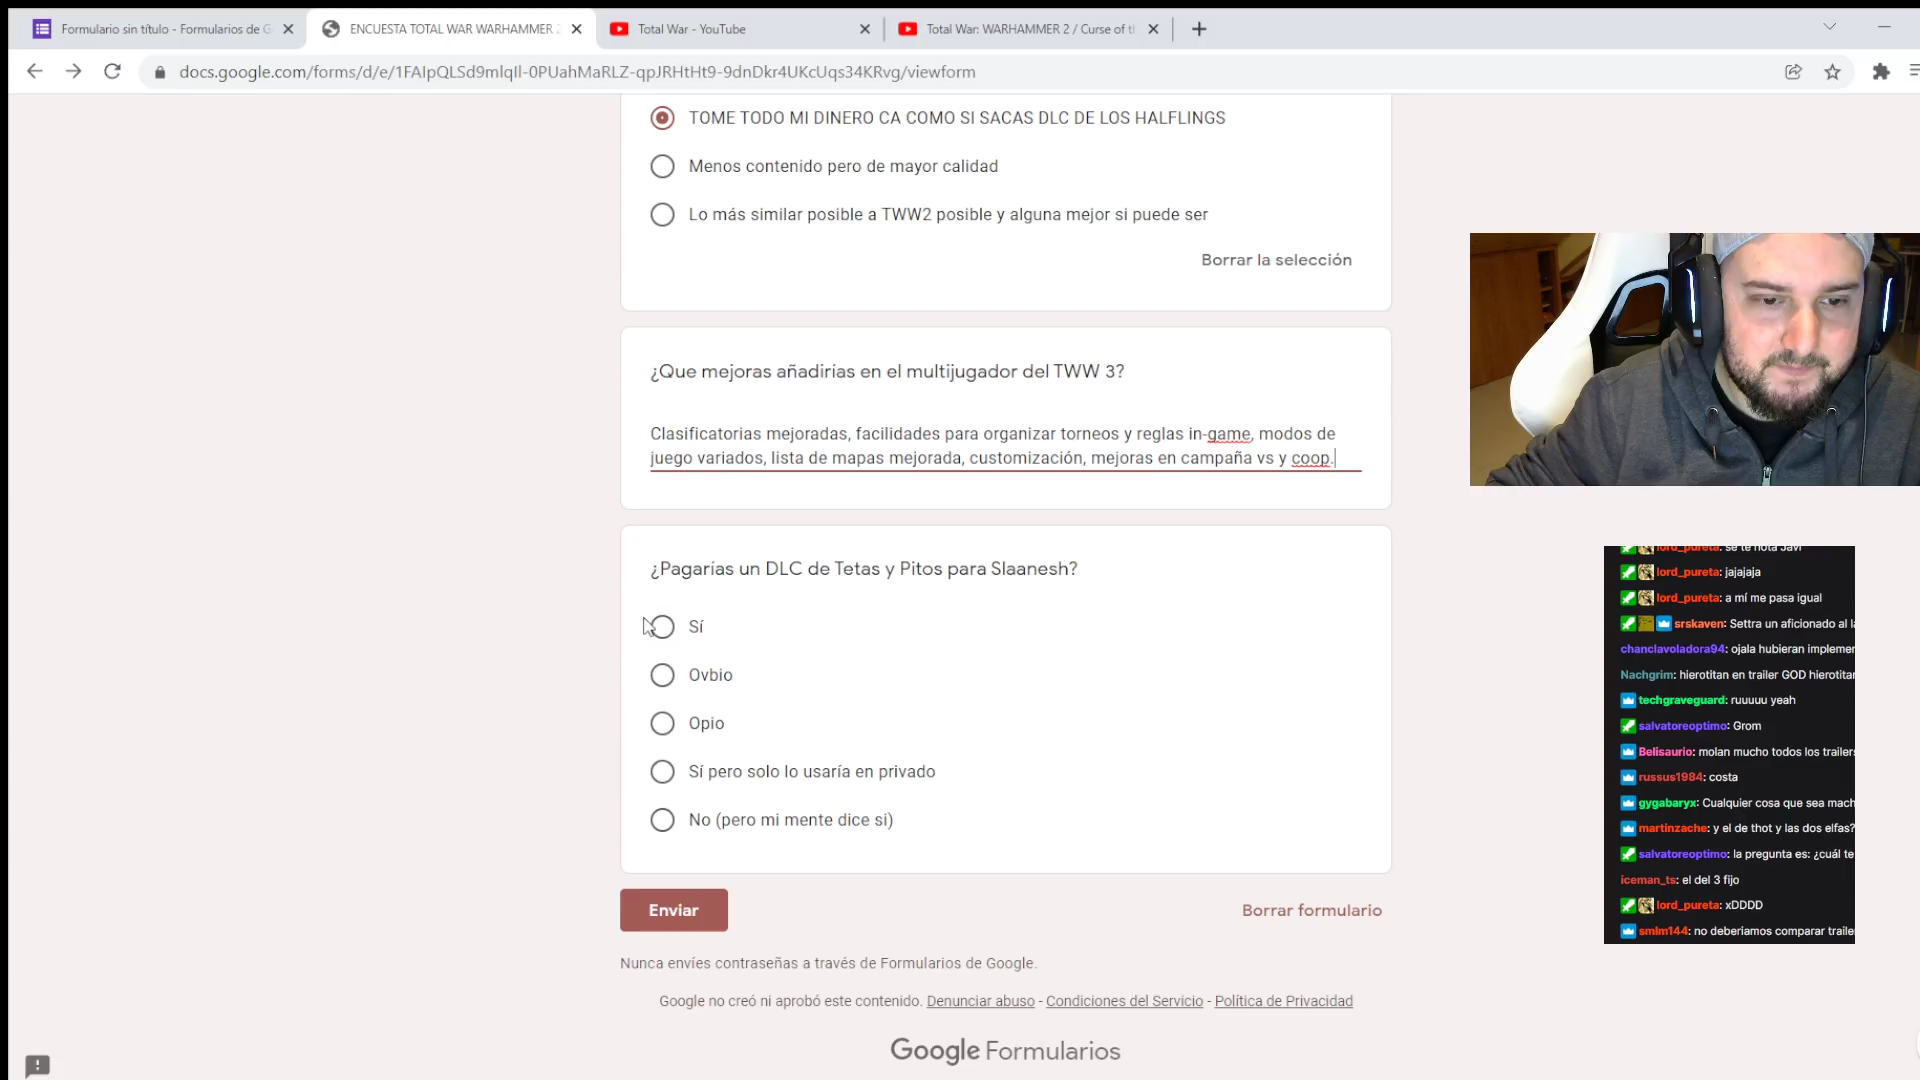 Formulario sin título - Formularios de G
ENCUESTA TOTAL WAR WARHAMMER
Total War - YouTube
Total War: WARHAMMER 2 / Curse of th
docs.google.com/forms/d/e/1FAIpQLSd9mlqIl-0PUahMaRLZ-qpJRHtHt9-9dnDkr4UKcUqs34KRvg/viewform
TOME TODO MI DINERO CA COMO SI SACAS DLC DE LOS HALFLINGS
Menos contenido pero de mayor calidad
Lo más similar posible a TWW2 posible y alguna mejor si puede ser
Borrar la selección
¿Que mejoras añadirias en el multijugador del TWW 3?
Clasificatorias mejoradas, facilidades para organizar torneos y reglas in-game, modos de
juego variados, lista de mapas mejorada, customización, mejoras en campaña vs y coop.
¿Pagarías un DLC de Tetas y Pitos para Slaanesh?
Sí
Ovbio
Opio
Sí pero solo lo usaría en privado
No (pero mi mente dice si)
Enviar
Borrar formulario
Nunca envíes contraseñas a través de Formularios de Google.
Google no creó ni aprobó este contenido. Denunciar abuso - Condiciones del Servicio - Política de Privacidad
Google Formularios
lord_pureta: se te nota Javi
lord_pureta: jajajaja
lord_pureta: a mí me pasa igual
srskaven: Settra un aficionado al l
chanclavoladora94: ojala hubieran implemen
Nachgrim: hierotitan en trailer GOD hierotitan
techgraveguard: ruuuuu yeah
salvatoreoptimo: Grom
Belisaurio: molan mucho todos los trailers
russus1984: costa
gygabaryx: Cualquier cosa que sea mach
martinzache: y el de thot y las dos elfas?
salvatoreoptimo: la pregunta es: ¿cuál te
iceman_ts: el del 3 fijo
lord_pureta: xDDDD
smlm144: no deberiamos comparar traile